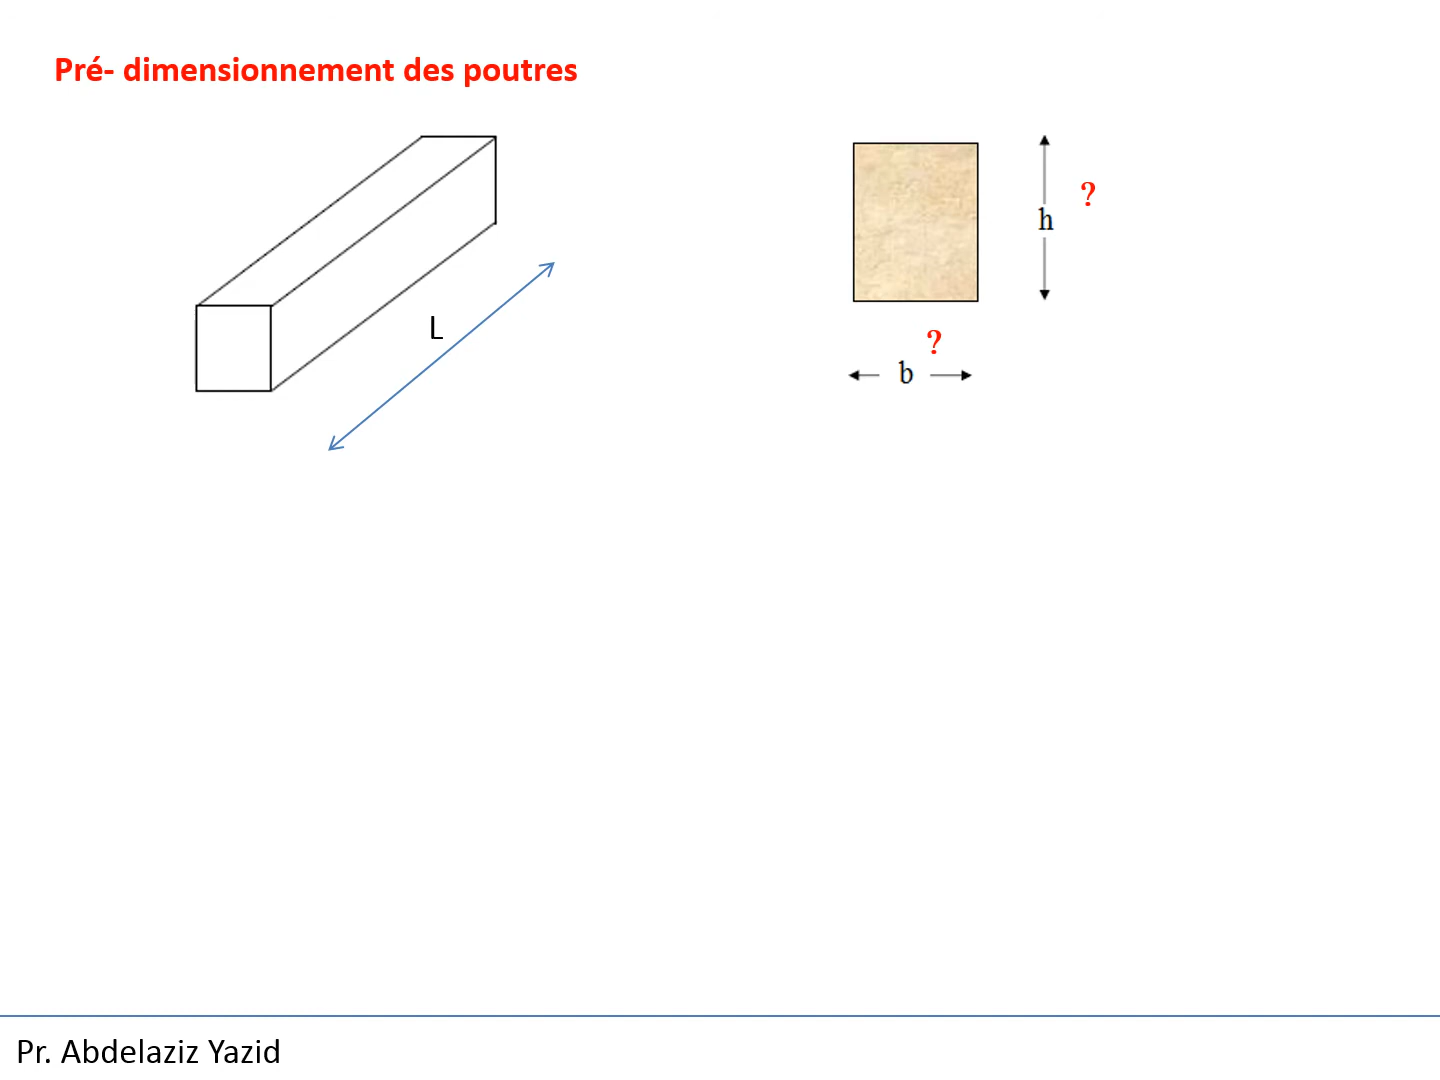 Pré- dimensionnement des poutres
?
h
L
?
b
Pr. Abdelaziz Yazid